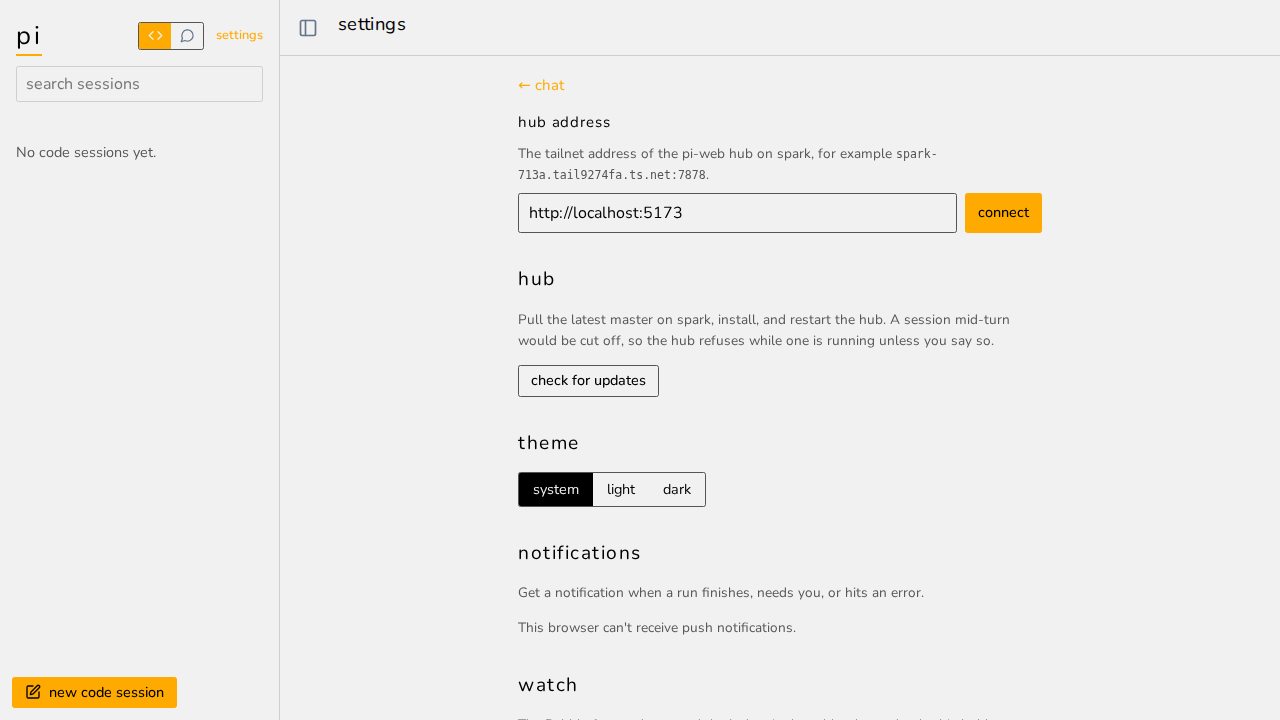 pi
settings
search sessions
No code sessions yet.
new code session
settings
← chat
hub address
The tailnet address of the pi-web hub on spark, for example spark-
713a.tail9274fa.ts.net:7878.
http://localhost:5173
connect
hub
Pull the latest master on spark, install, and restart the hub. A session mid-turn
would be cut off, so the hub refuses while one is running unless you say so.
check for updates
theme
system light dark
notifications
Get a notification when a run finishes, needs you, or hits an error.
This browser can't receive push notifications.
watch